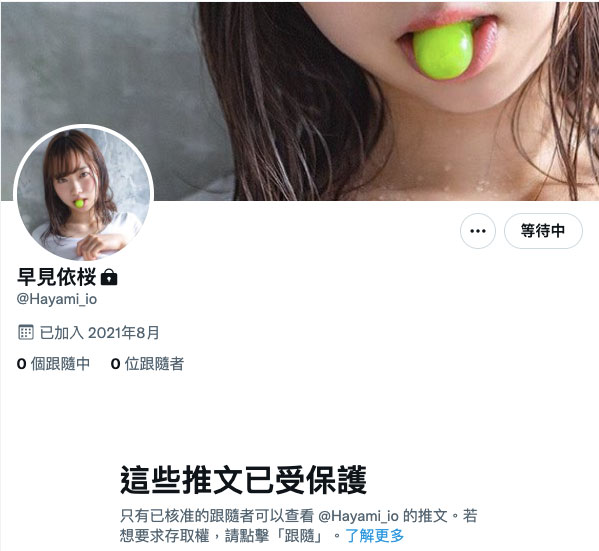 等待中
早見依桜
@Hayami_io
已加入 2021年8月
0 個跟隨中 0 位跟隨者
這些推文已受保護
只有已核准的跟隨者可以查看 @Hayami_io 的推文。若
想要求存取權，請點擊「跟隨」。了解更多